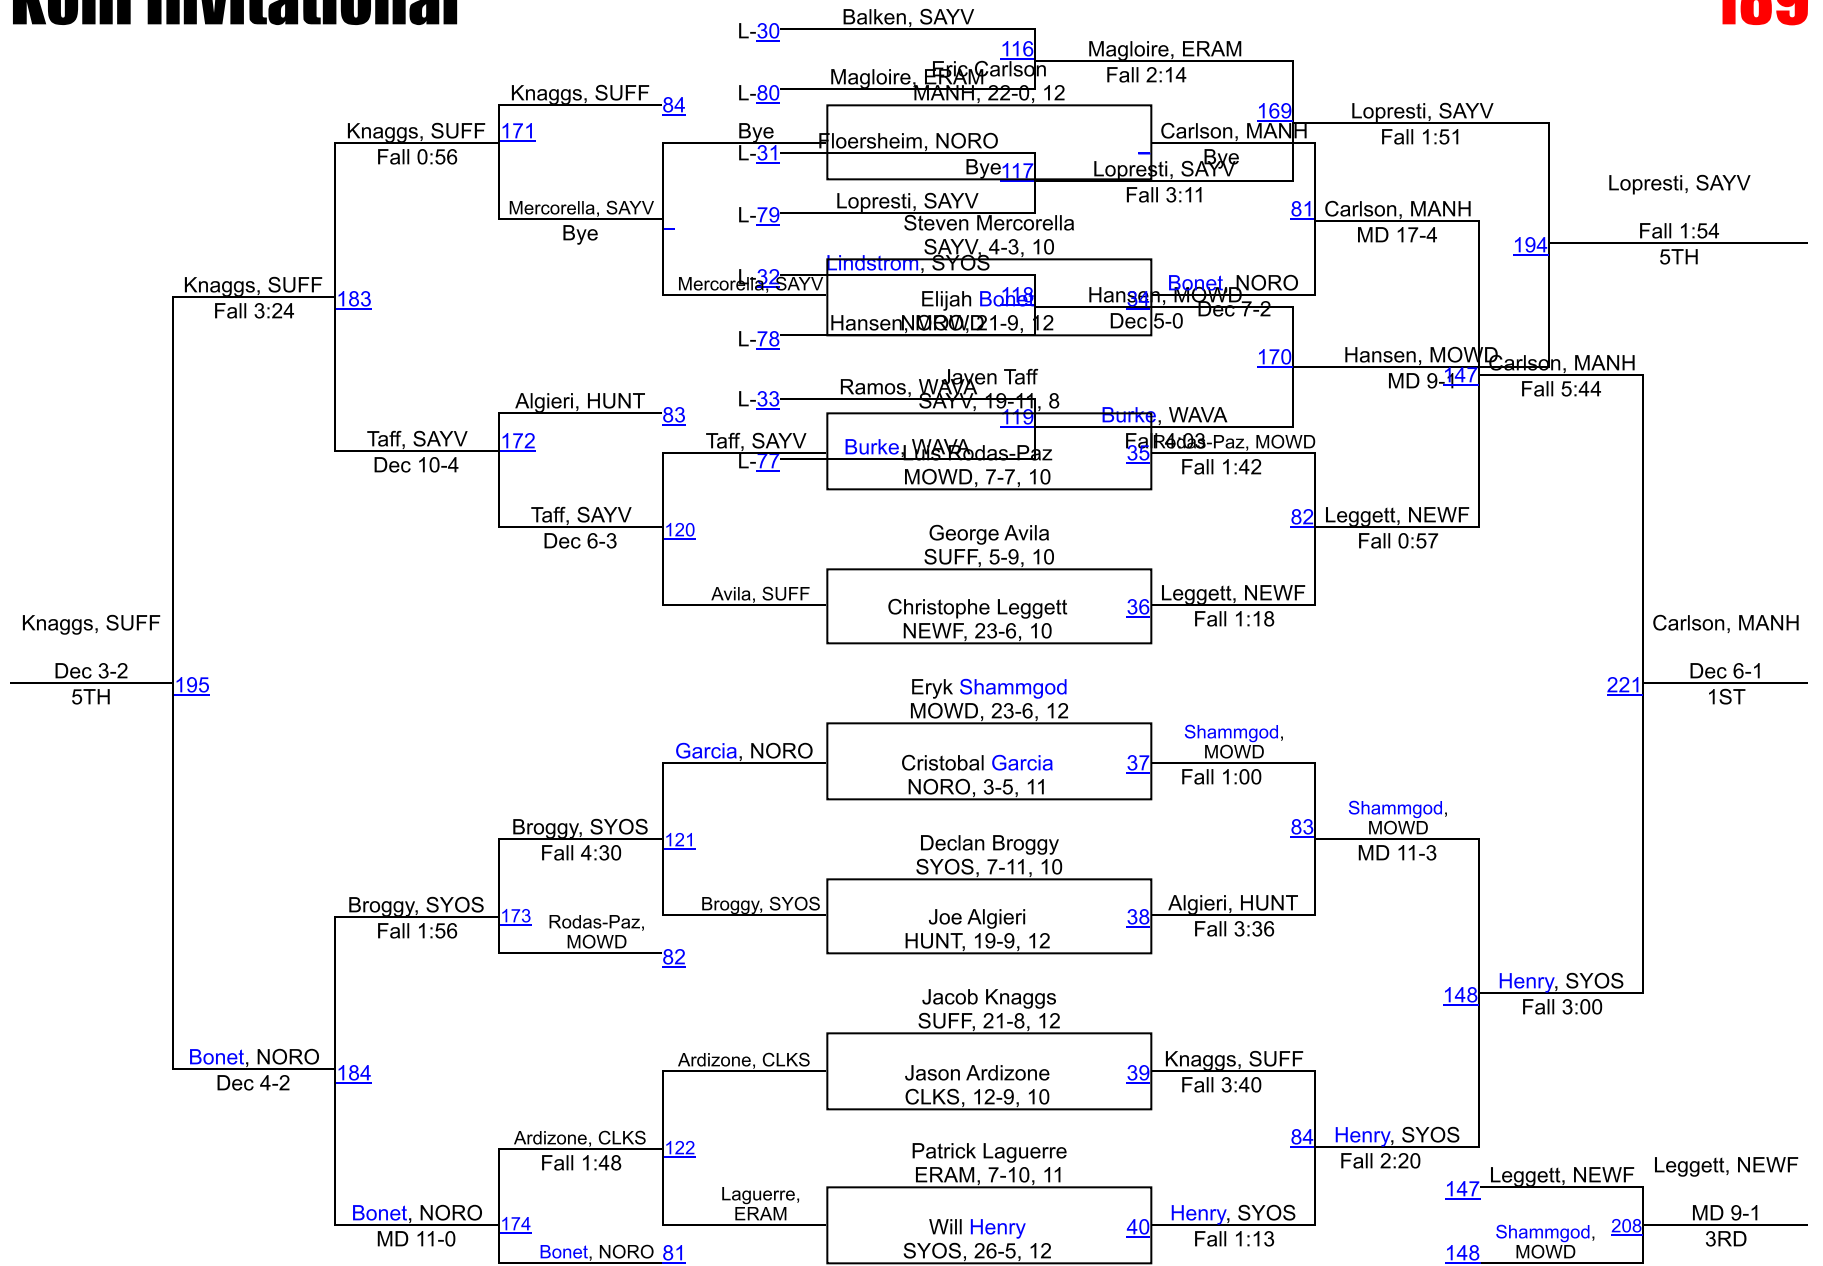 Kohl Invitational
189
Balken, SAYV
L-30
116
Magloire, ERAM
Fall 2:14
Magloire, ERAM
L-80
Eric Carlson
MANH, 22-0, 12
Bye
169
Lopresti, SAYV
Fall 1:51
Carlson, MANH
Bye
Floersheim, NORO
L-31
Bye
117
Lopresti, SAYV
Fall 3:11
Lopresti, SAYV
L-79
Steven Mercorella
SAYV, 4-3, 10
81
Carlson, MANH
MD 17-4
Lopresti, SAYV
194
Fall 1:54
5TH
Lindstrom, SYOS
L-32
Mercorella, SAYV
Elijah Bonet
NORO, 21-9, 12
118
34
Hansen, MOWD
Dec 5-0
Bonet, NORO
Dec 7-2
Hansen, MOWD
L-78
170
Hansen, MOWD
MD 9-1
147
Carlson, MANH
Fall 5:44
Ramos, WAVA
L-33
Jayen Taff
SAYV, 19-11, 8
119
Burke, WAVA
Fall 4:03
Taff, SAYV
Burke, WAVA
L-77
Luis Rodas-Paz
MOWD, 7-7, 10
35
Rodas-Paz, MOWD
Fall 1:42
82
Leggett, NEWF
Fall 0:57
George Avila
SUFF, 5-9, 10
Avila, SUFF
Christophe Leggett
NEWF, 23-6, 10
36
Leggett, NEWF
Fall 1:18
Knaggs, SUFF
84
Knaggs, SUFF
171
Fall 0:56
Mercorella, SAYV
Bye
Knaggs, SUFF
183
Fall 3:24
Algieri, HUNT
83
Taff, SAYV
172
Dec 10-4
Taff, SAYV
120
Dec 6-3
Knaggs, SUFF
Dec 3-2
195
5TH
Carlson, MANH
221
Dec 6-1
1ST
Eryk Shammgod
MOWD, 23-6, 12
Garcia, NORO
Cristobal Garcia
NORO, 3-5, 11
37
Shammgod,
MOWD
Fall 1:00
Broggy, SYOS
121
Fall 4:30
83
Shammgod,
MOWD
MD 11-3
Declan Broggy
SYOS, 7-11, 10
Broggy, SYOS
Joe Algieri
HUNT, 19-9, 12
38
Algieri, HUNT
Fall 3:36
Broggy, SYOS
173
Fall 1:56
Rodas-Paz,
MOWD
82
Jacob Knaggs
SUFF, 21-8, 12
148
Henry, SYOS
Fall 3:00
Ardizone, CLKS
Jason Ardizone
CLKS, 12-9, 10
39
Knaggs, SUFF
Fall 3:40
Bonet, NORO
184
Dec 4-2
Ardizone, CLKS
122
Fall 1:48
84
Henry, SYOS
Fall 2:20
Patrick Laguerre
ERAM, 7-10, 11
Laguerre,
ERAM
Will Henry
SYOS, 26-5, 12
40
Henry, SYOS
Fall 1:13
Bonet, NORO
174
MD 11-0
Bonet, NORO
81
Leggett, NEWF
147
Leggett, NEWF
208
MD 9-1
3RD
Shammgod,
MOWD
148